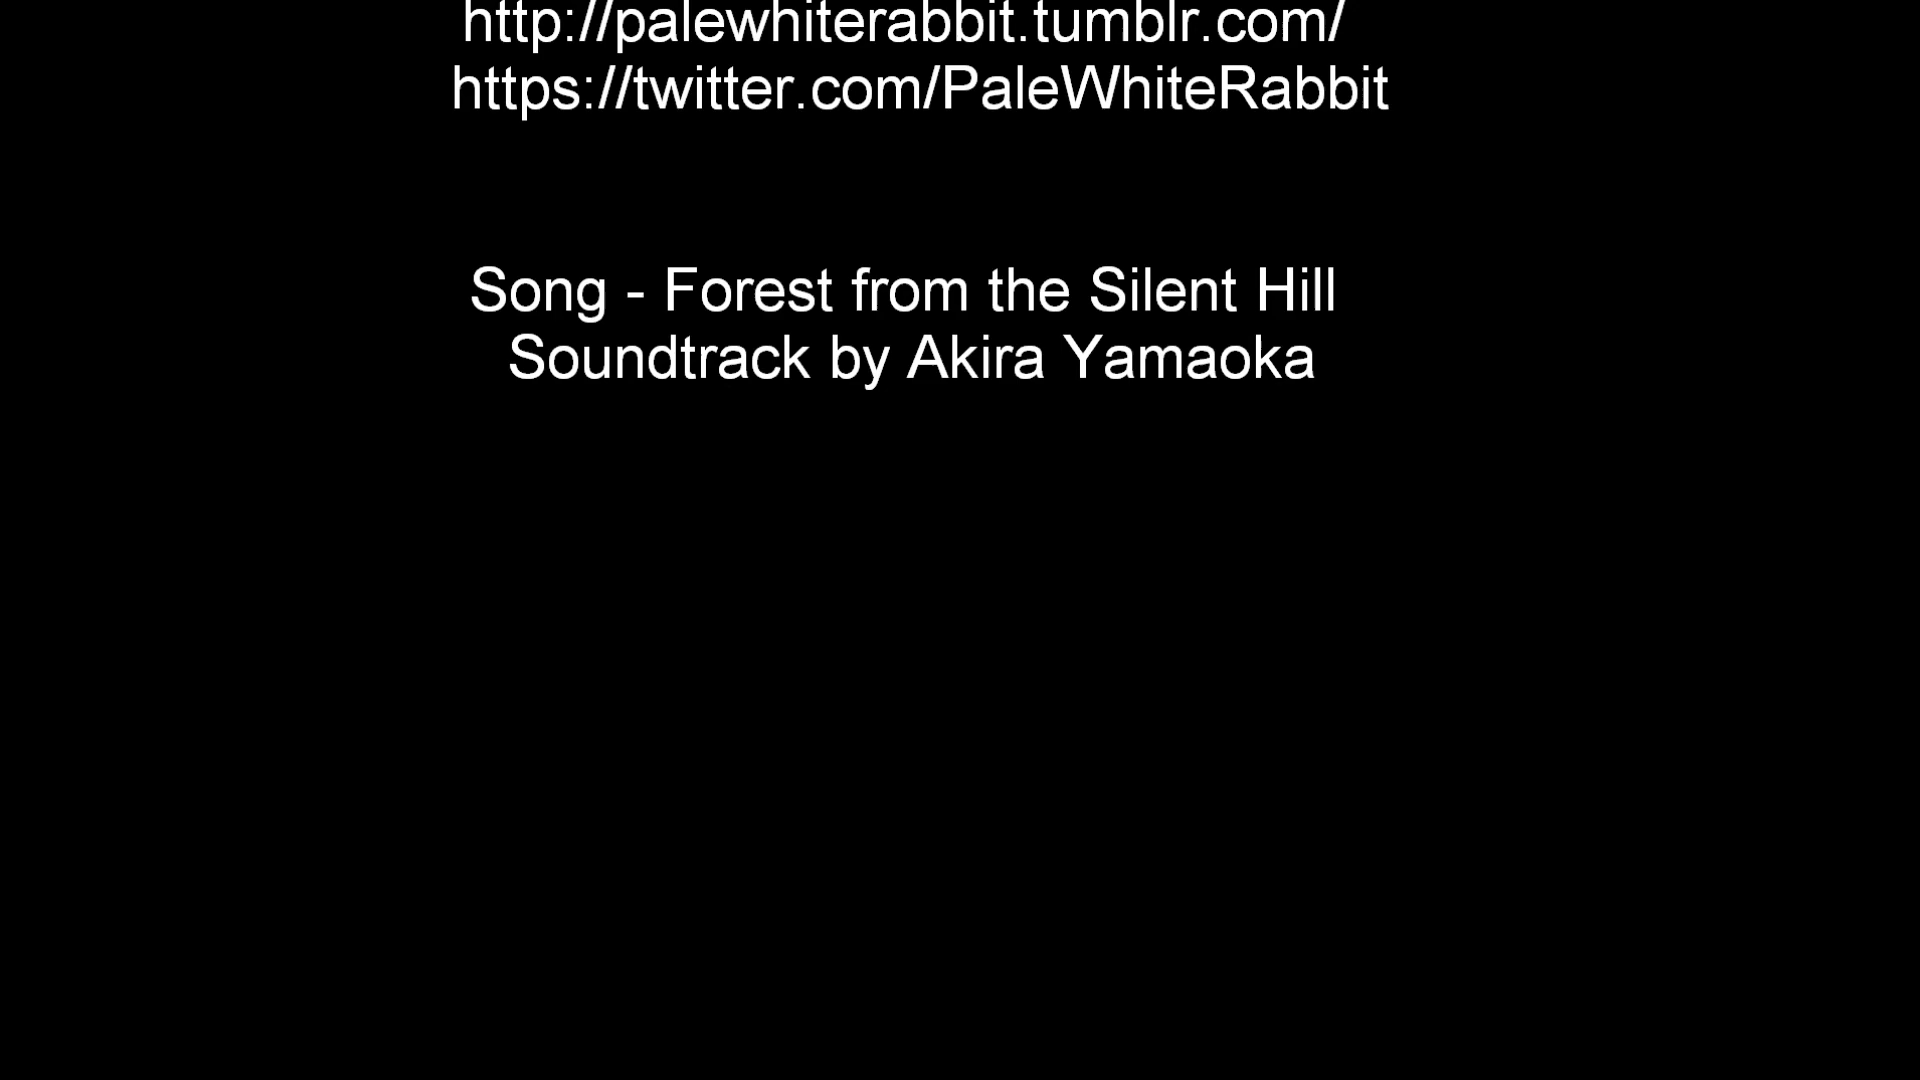 http://palewhiterabbit.tumblr.com/
https://twitter.com/PaleWhiteRabbit
Song - Forest from the Silent Hill
Soundtrack by Akira Yamaoka